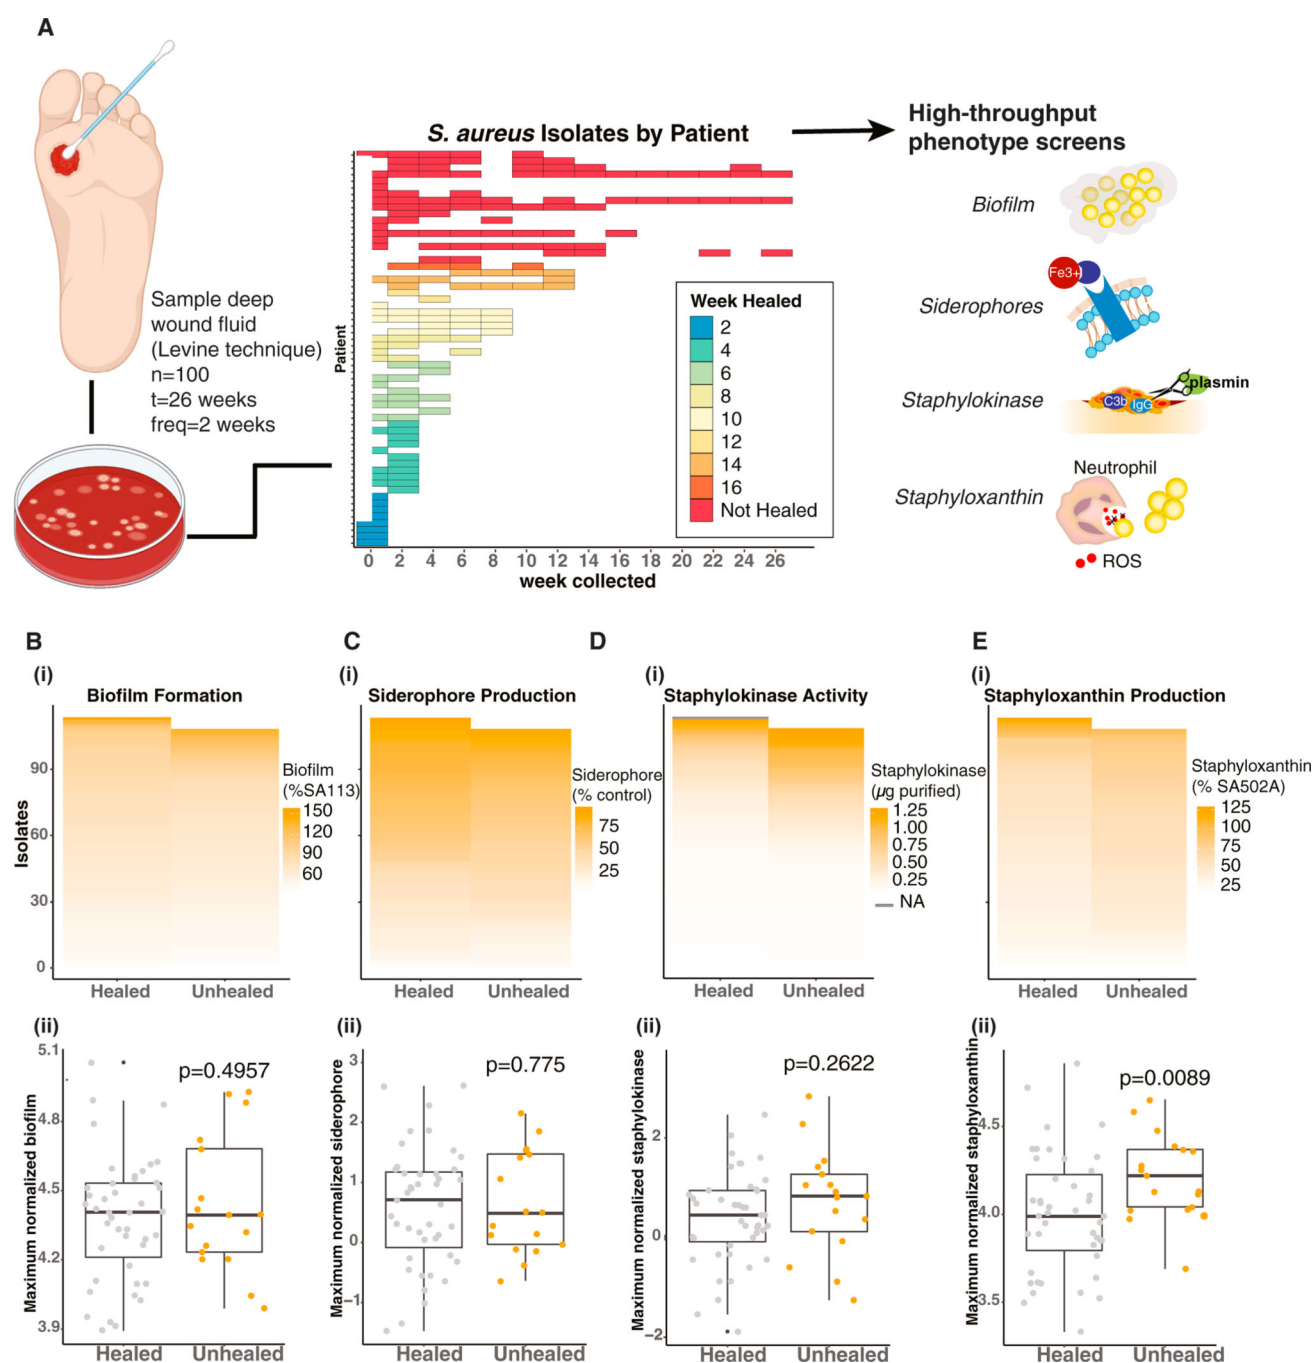 A
Sample deep
wound fluid
(Levine technique)
n=100
t=26 weeks
freq=2 weeks
S. aureus Isolates by Patient
Patient
0 2 4 6 8 10 12 14 16 18 20 22 24 26
week collected
Week Healed
2
4
6
8
10
12
14
16
Not Healed
High-throughput
phenotype screens
Biofilm
Siderophores
Fe3+
Staphylokinase
plasmin
C3b
IgG
Staphyloxanthin
Neutrophil
ROS
B
(i)
Biofilm Formation
Isolates
90
60
30
0
Healed Unhealed
Biofilm
(%SA113)
150
120
90
60
(ii)
Maximum normalized biofilm
5.1
4.8
4.5
4.2
3.9
p=0.4957
Healed Unhealed
C
(i)
Siderophore Production
Healed Unhealed
Siderophore
(% control)
75
50
25
(ii)
Maximum normalized siderophore
3
2
1
0
−1
p=0.775
Healed Unhealed
D
(i)
Staphylokinase Activity
Healed Unhealed
Staphylokinase
(µg purified)
1.25
1.00
0.75
0.50
0.25
NA
(ii)
Maximum normalized staphylokinase
2
0
−2
p=0.2622
Healed Unhealed
E
(i)
Staphyloxanthin Production
Healed Unhealed
Staphyloxanthin
(% SA502A)
125
100
75
50
25
(ii)
Maximum normalized staphyloxanthin
4.5
4.0
3.5
p=0.0089
Healed Unhealed